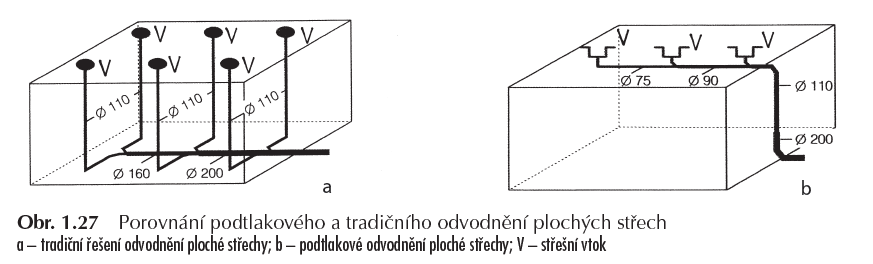 V V V
V V V
Ø 110 Ø 110 Ø 110
Ø 160 Ø 200
a
V V V
Ø 75 Ø 90
Ø 110
Ø 200
b
Obr. 1.27 Porovnání podtlakového a tradičního odvodnění plochých střech
a – tradiční řešení odvodnění ploché střechy; b – podtlakové odvodnění ploché střechy; V – střešní vtok